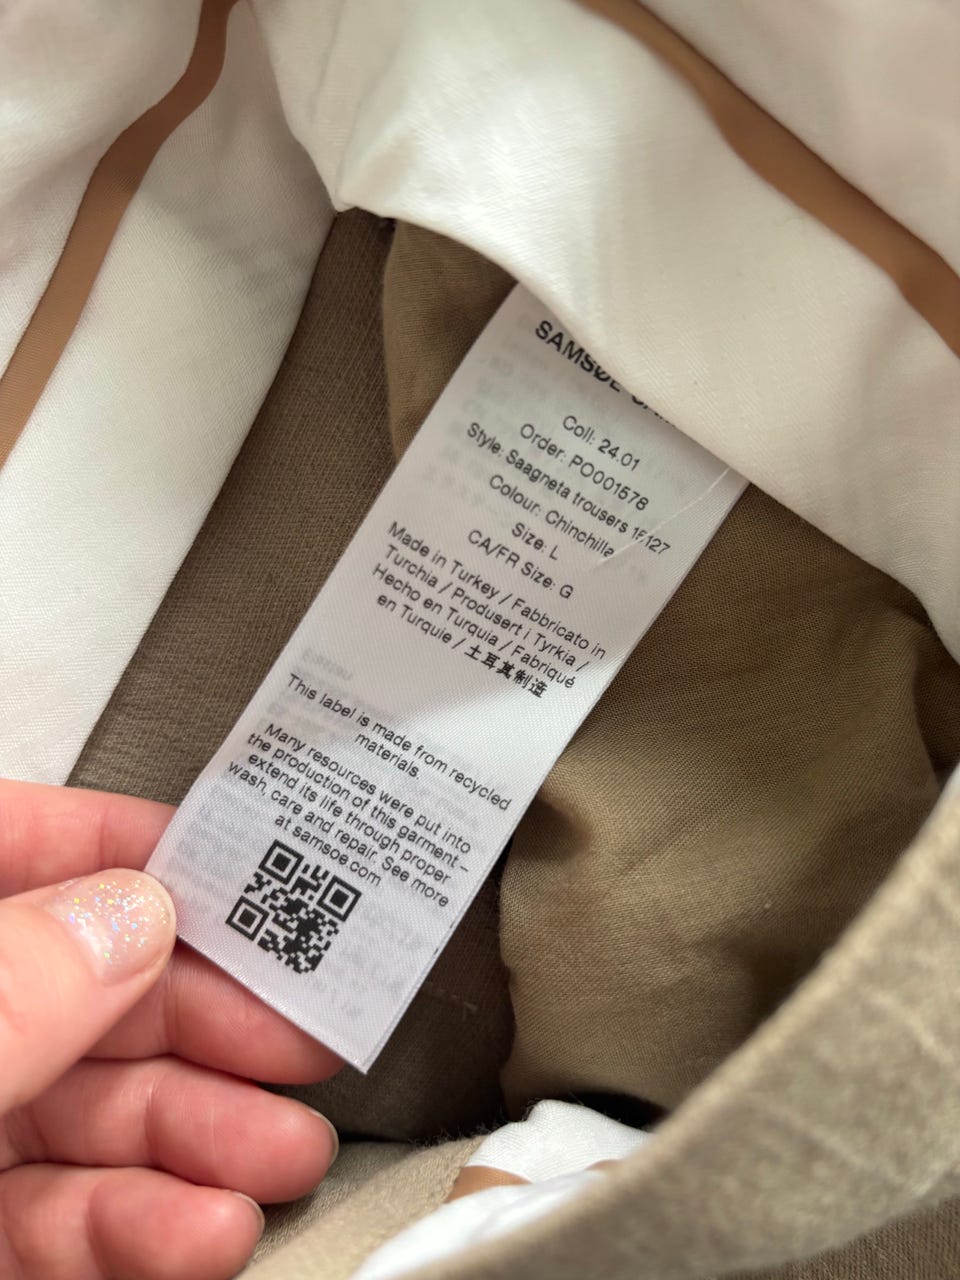 SAMSØE
Coll: 24.01
Order: PO001578
Style: Saagneta trousers
Colour: Chinchilla
Size: L
CA/FR Size: G
Made in Turkey / Fabbricato in
Turchia / Produsert i Tyrkia /
Hecho en Turquia / Fabriqué
en Turquie / 土耳其制造
This label is made from recycled
materials.
Many resources were put into
the production of this garment –
extend its life through proper
wash, care and repair. See more
at samsoe.com